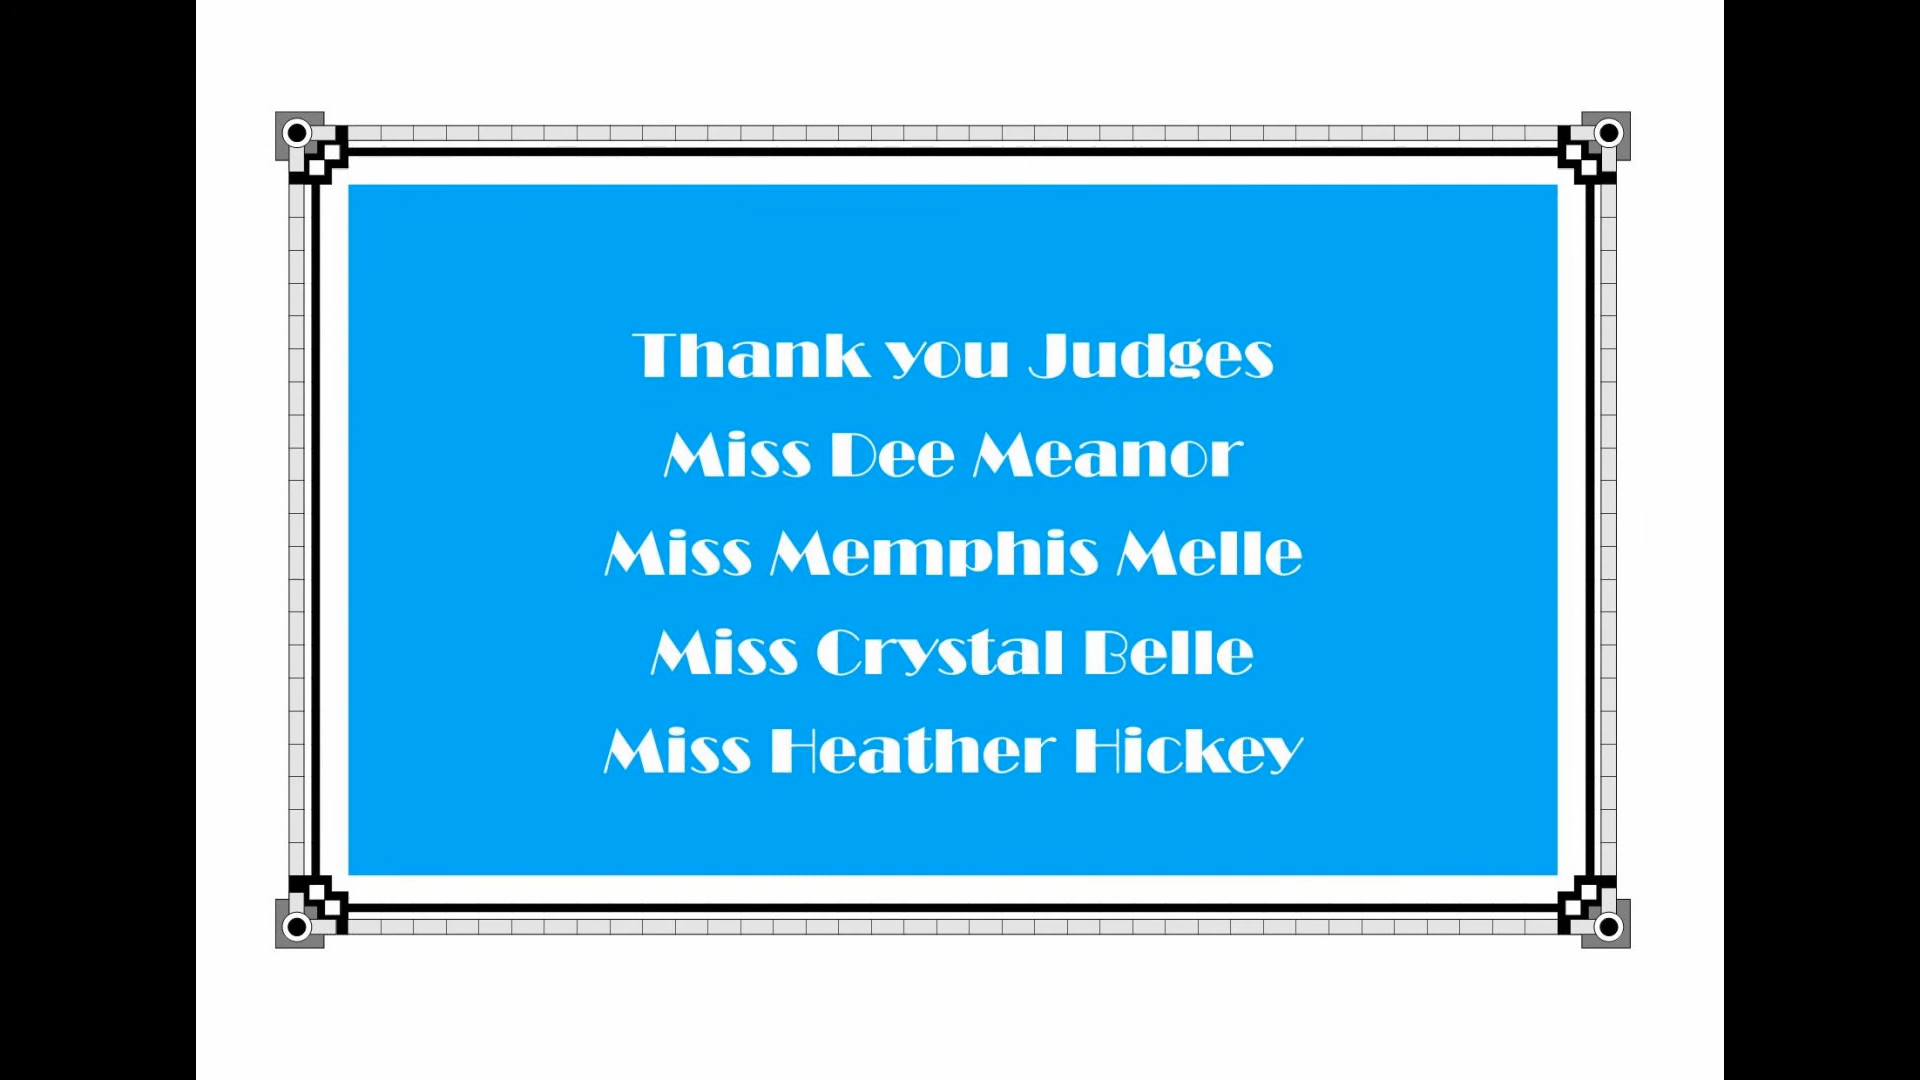 Thank you Judges
Miss Dee Meanor
Miss Memphis Melle
Miss Crystal Belle
Miss Heather Hickey